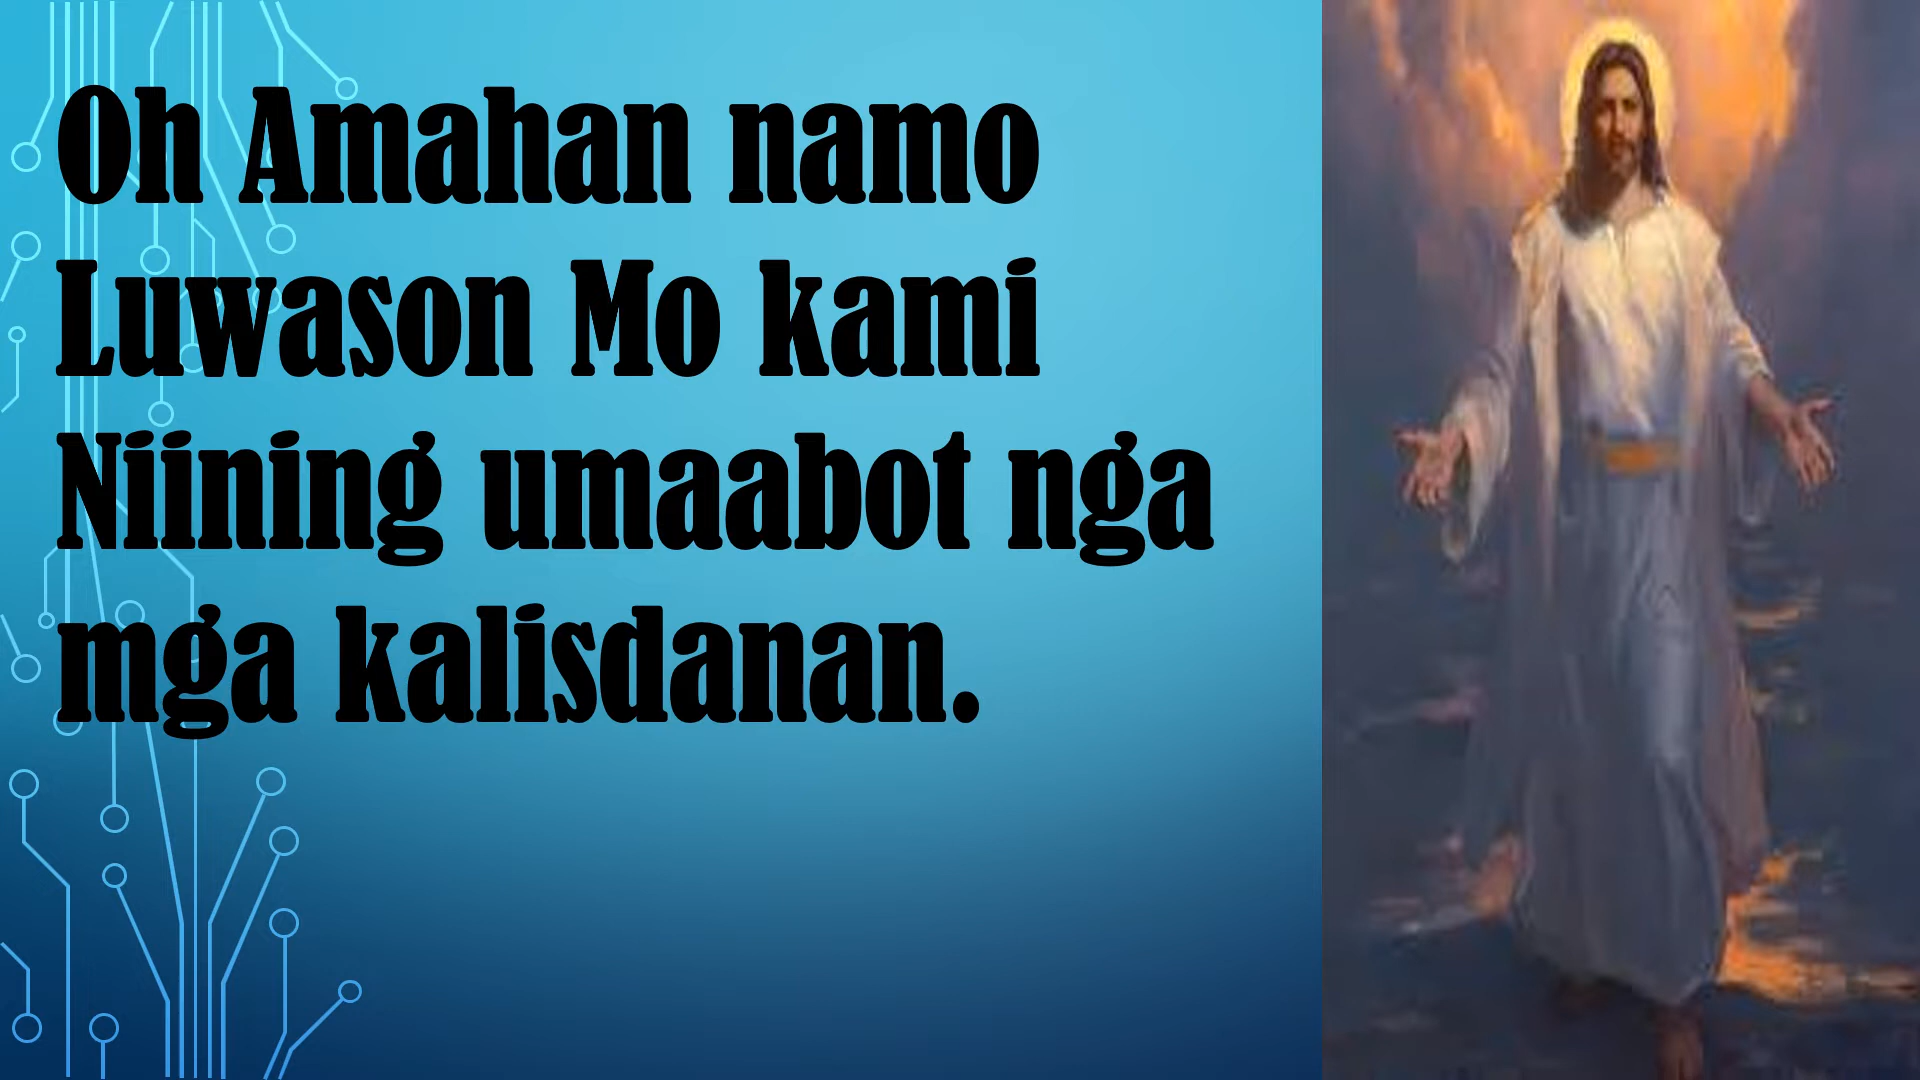 Oh Amahan namo
Luwason Mo kami
Niining umaabot nga
mga kalisdanan.